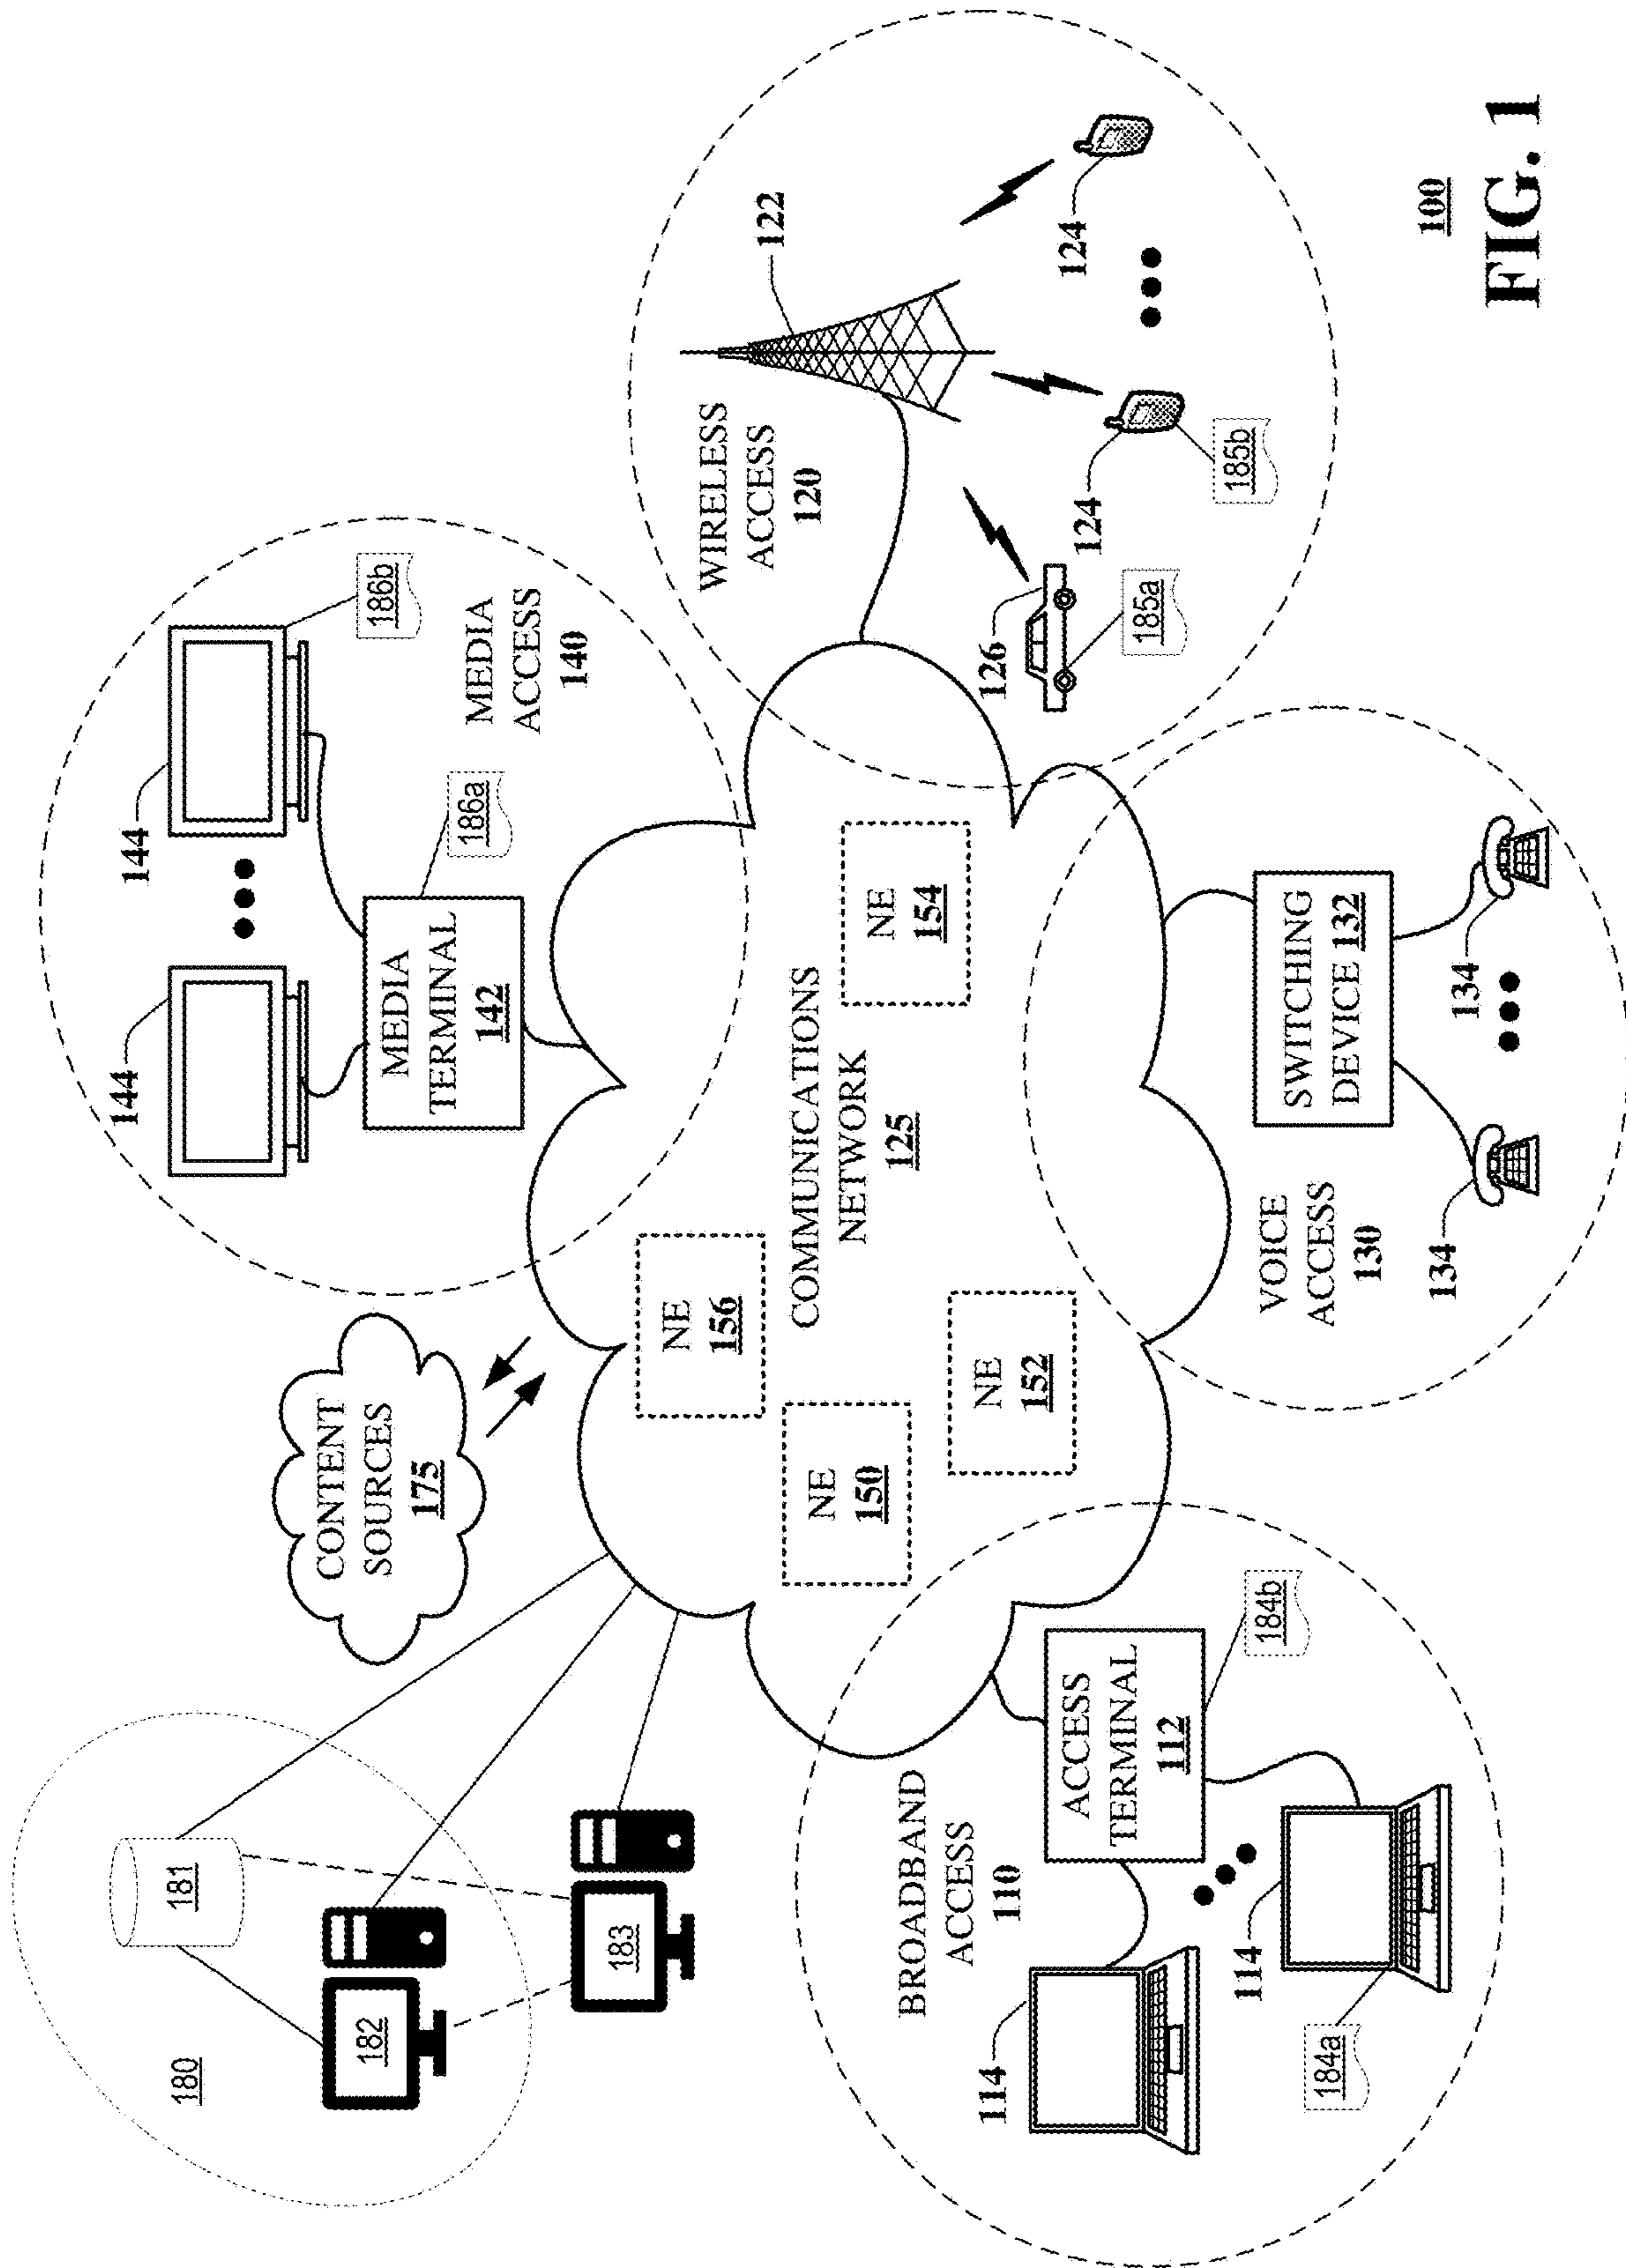 180
181
182
183
CONTENT
SOURCES
175
144
144
MEDIA
TERMINAL
142
186a
186b
MEDIA
ACCESS
140
NE
156
NE
150
NE
152
COMMUNICATIONS
NETWORK
125
NE
154
WIRELESS
ACCESS
120
122
124
124
126
185a
185b
BROADBAND
ACCESS
110
ACCESS
TERMINAL
112
184b
114
114
184a
VOICE
ACCESS
130
SWITCHING
DEVICE 132
134
134
100
FIG. 1